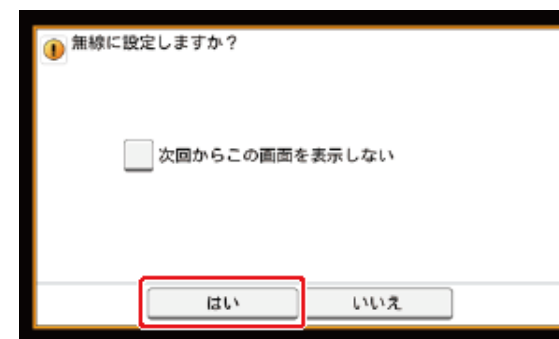 無線に設定しますか？
次回からこの画面を表示しない
はい
いいえ